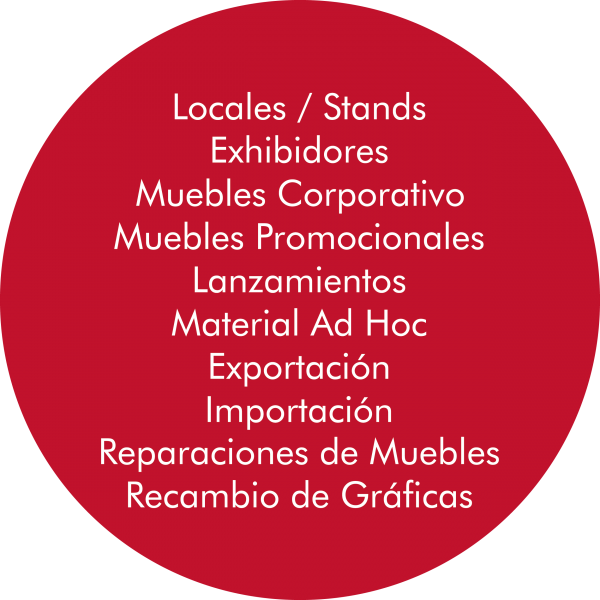 Locales / Stands
Exhibidores
Muebles Corporativo
Muebles Promocionales
Lanzamientos
Material Ad Hoc
Exportación
Importación
Reparaciones de Muebles
Recambio de Gráficas